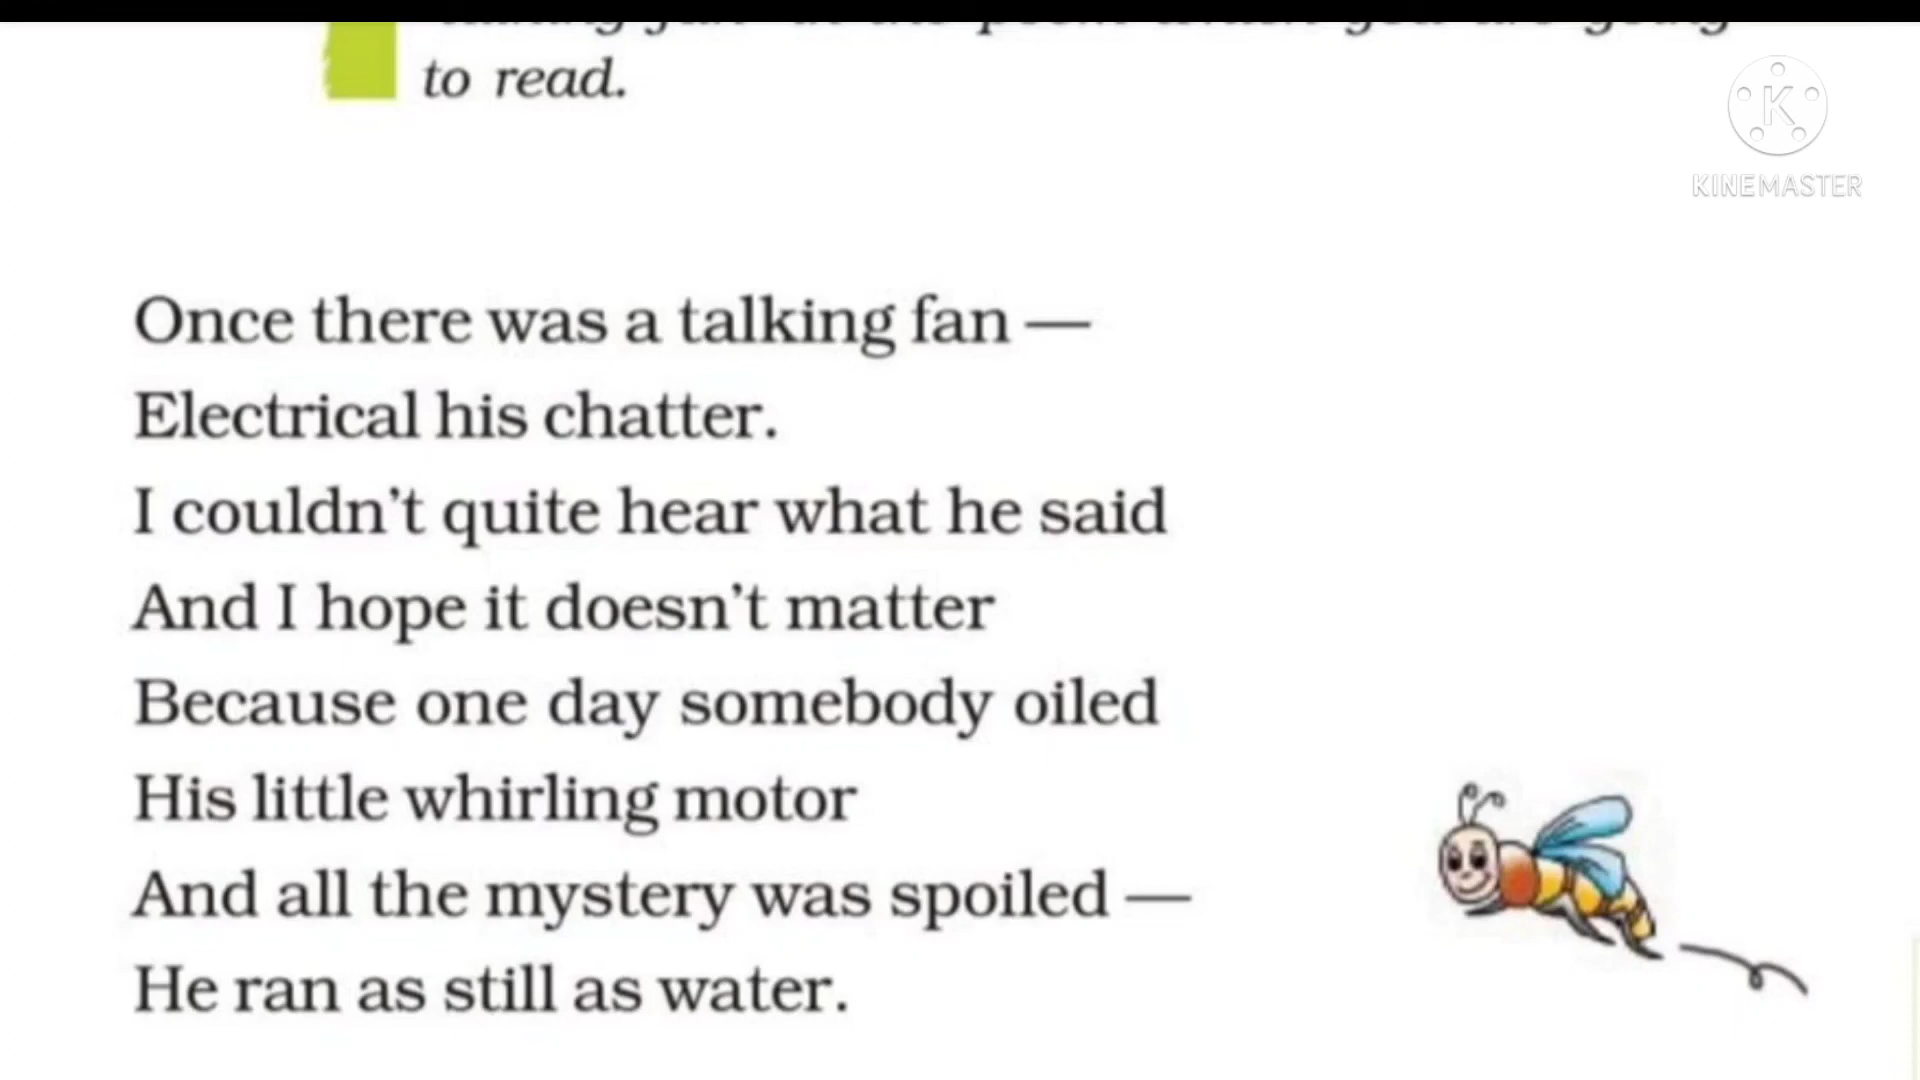 to read.
KINEMASTER
Once there was a talking fan —
Electrical his chatter.
I couldn’t quite hear what he said
And I hope it doesn’t matter
Because one day somebody oiled
His little whirling motor
And all the mystery was spoiled —
He ran as still as water.